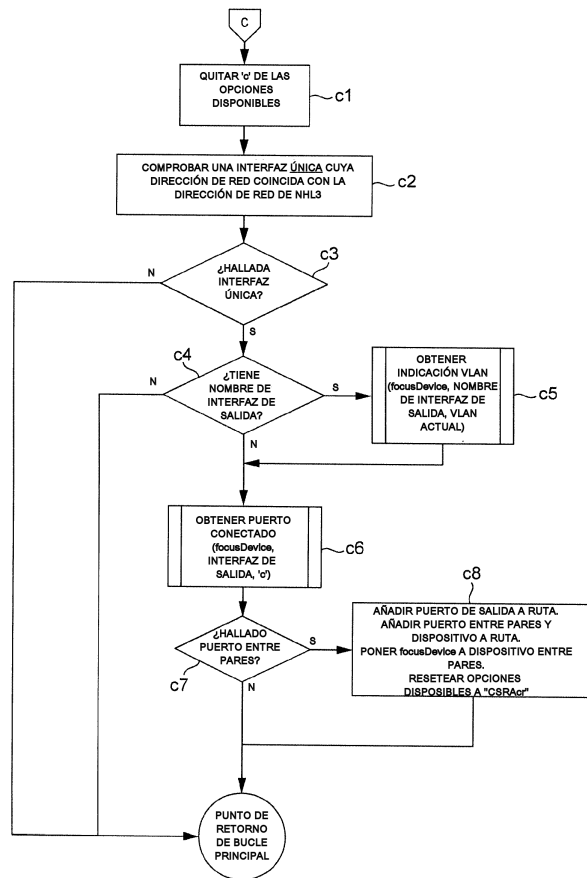 C
QUITAR 'c' DE LAS
OPCIONES
DISPONIBLES
c1
COMPROBAR UNA INTERFAZ ÚNICA CUYA
DIRECCIÓN DE RED COINCIDA CON LA
DIRECCIÓN DE RED DE NHL3
c2
N
¿HALLADA
INTERFAZ
ÚNICA?
c3
S
c4
N
¿TIENE
NOMBRE DE
INTERFAZ DE
SALIDA?
S
N
OBTENER
INDICACIÓN VLAN
(focusDevice, NOMBRE
DE INTERFAZ DE
SALIDA, VLAN
ACTUAL)
c5
OBTENER PUERTO
CONECTADO
(focusDevice,
INTERFAZ DE
SALIDA, 'c')
c6
¿HALLADO
PUERTO ENTRE
PARES?
c7
S
N
c8
AÑADIR PUERTO DE SALIDA A RUTA.
AÑADIR PUERTO ENTRE PARES Y
DISPOSITIVO A RUTA.
PONER focusDevice A DISPOSITIVO ENTRE
PARES.
RESETEAR OPCIONES
DISPOSIBLES A "CSRAcr"
PUNTO DE
RETORNO
DE BUCLE
PRINCIPAL